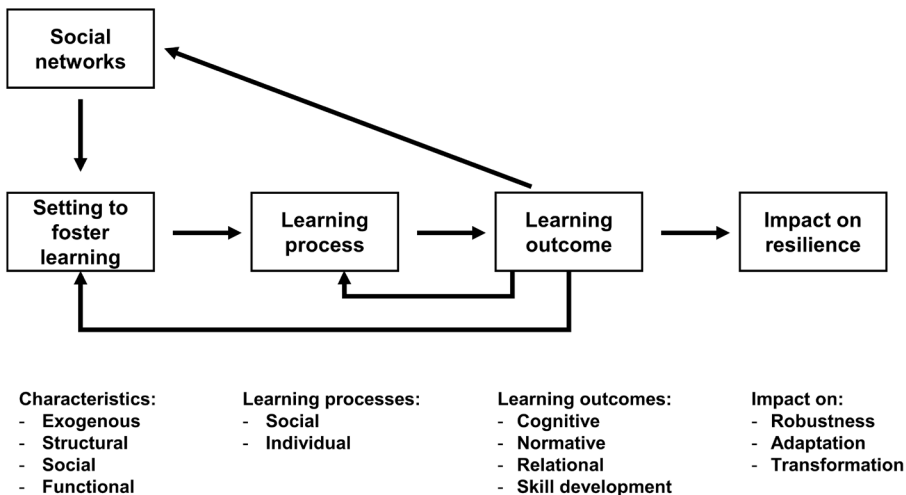 Social
networks
Setting to
foster
learning
Learning
process
Learning
outcome
Impact on
resilience
Characteristics:
- Exogenous
- Structural
- Social
- Functional
Learning processes:
- Social
- Individual
Learning outcomes:
- Cognitive
- Normative
- Relational
- Skill development
Impact on:
- Robustness
- Adaptation
- Transformation